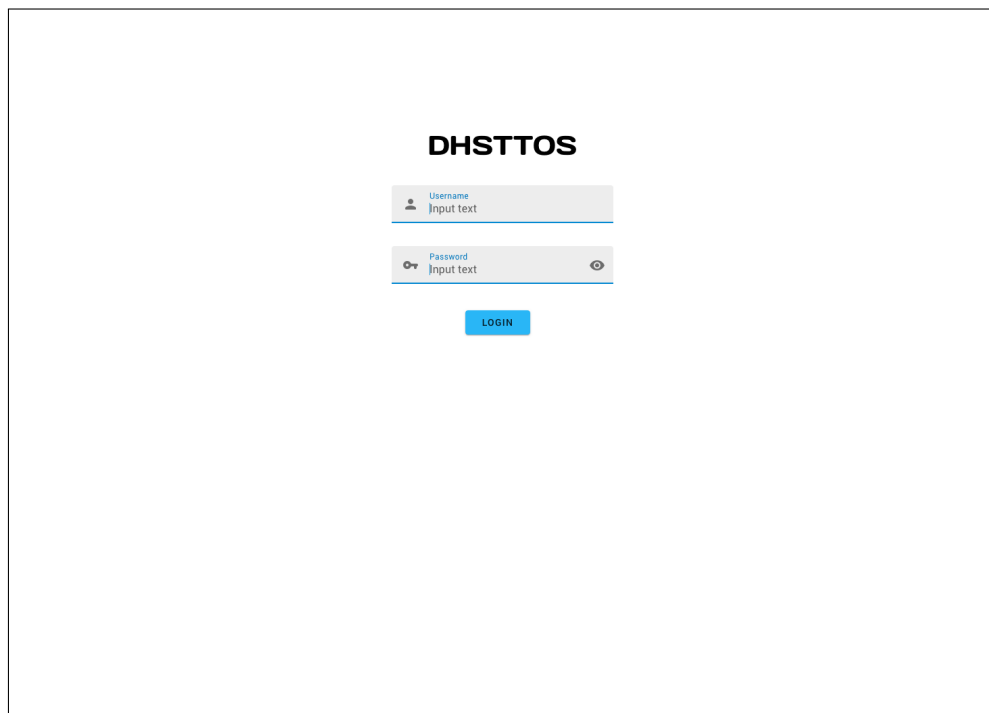 DHSTTOS
Username
Input text
Password
Input text
LOGIN